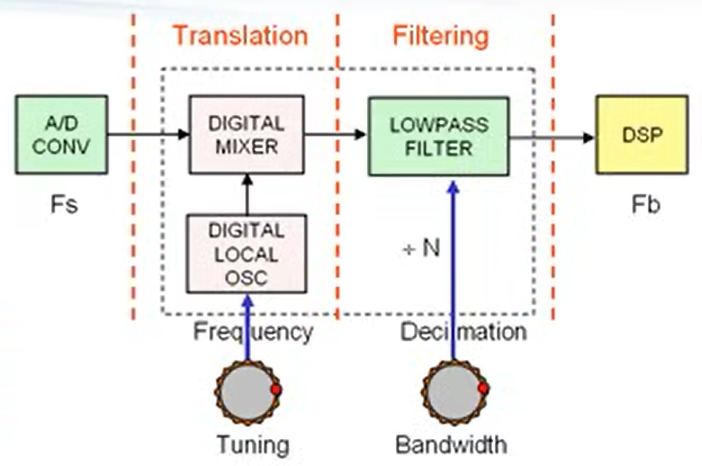 Translation
Filtering
A/D
CONV
DIGITAL
MIXER
LOWPASS
FILTER
DSP
Fs
Fb
DIGITAL
LOCAL
OSC
÷ N
Frequency
Decimation
Tuning
Bandwidth